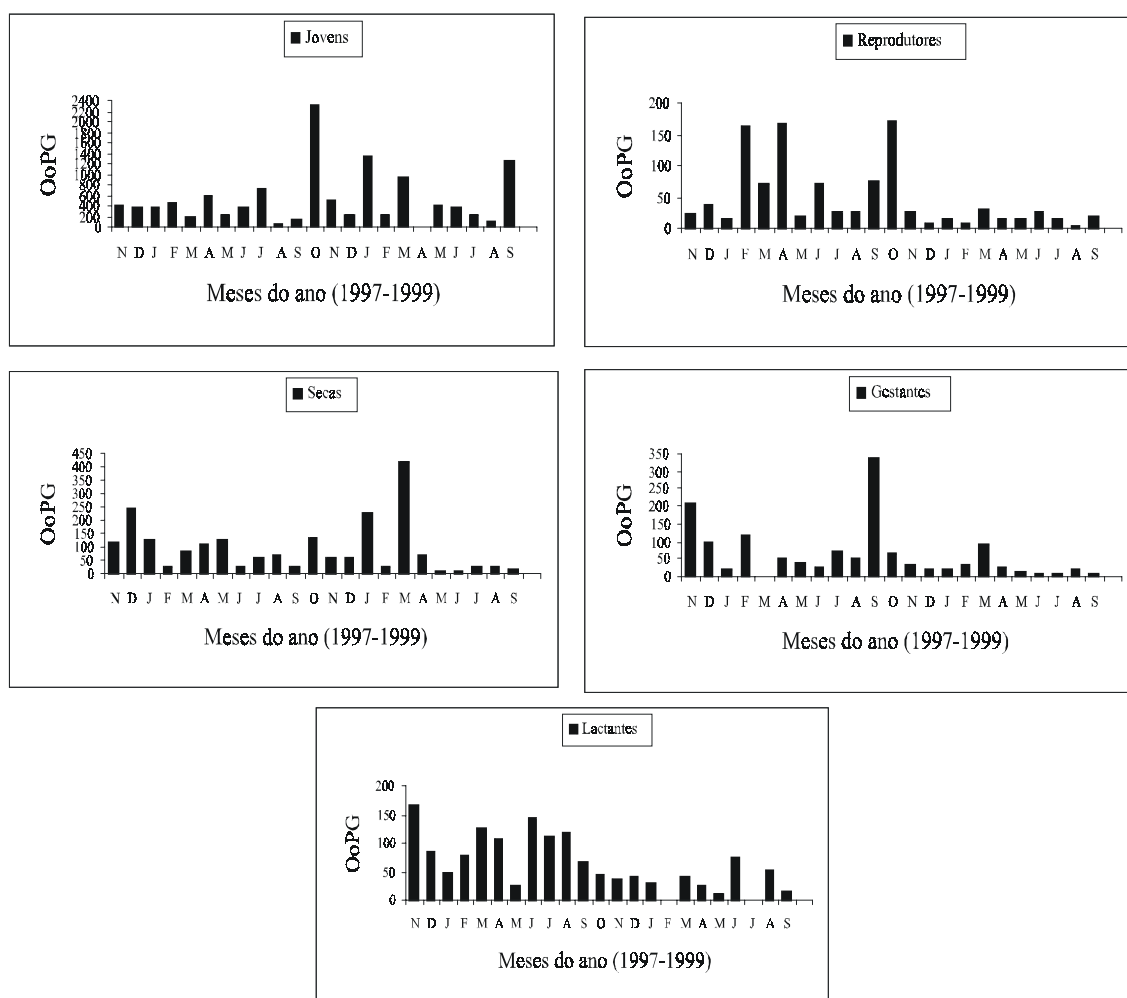 Jovens
OoPG
2400
2200
2000
1800
1600
1400
1200
1000
800
600
400
200
0
N D J F M A M J J A S O N D J F M A M J J A S
Meses do ano (1997-1999)
Reprodutores
OoPG
200
150
100
50
0
N D J F M A M J J A S O N D J F M A M J J A S
Meses do ano (1997-1999)
Secas
OoPG
450
400
350
300
250
200
150
100
50
0
N D J F M A M J J A S O N D J F M A M J J A S
Meses do ano (1997-1999)
Gestantes
OoPG
350
300
250
200
150
100
50
0
N D J F M A M J J A S O N D J F M A M J J A S
Meses do ano (1997-1999)
Lactantes
OoPG
200
150
100
50
0
N D J F M A M J J A S O N D J F M A M J J A S
Meses do ano (1997-1999)